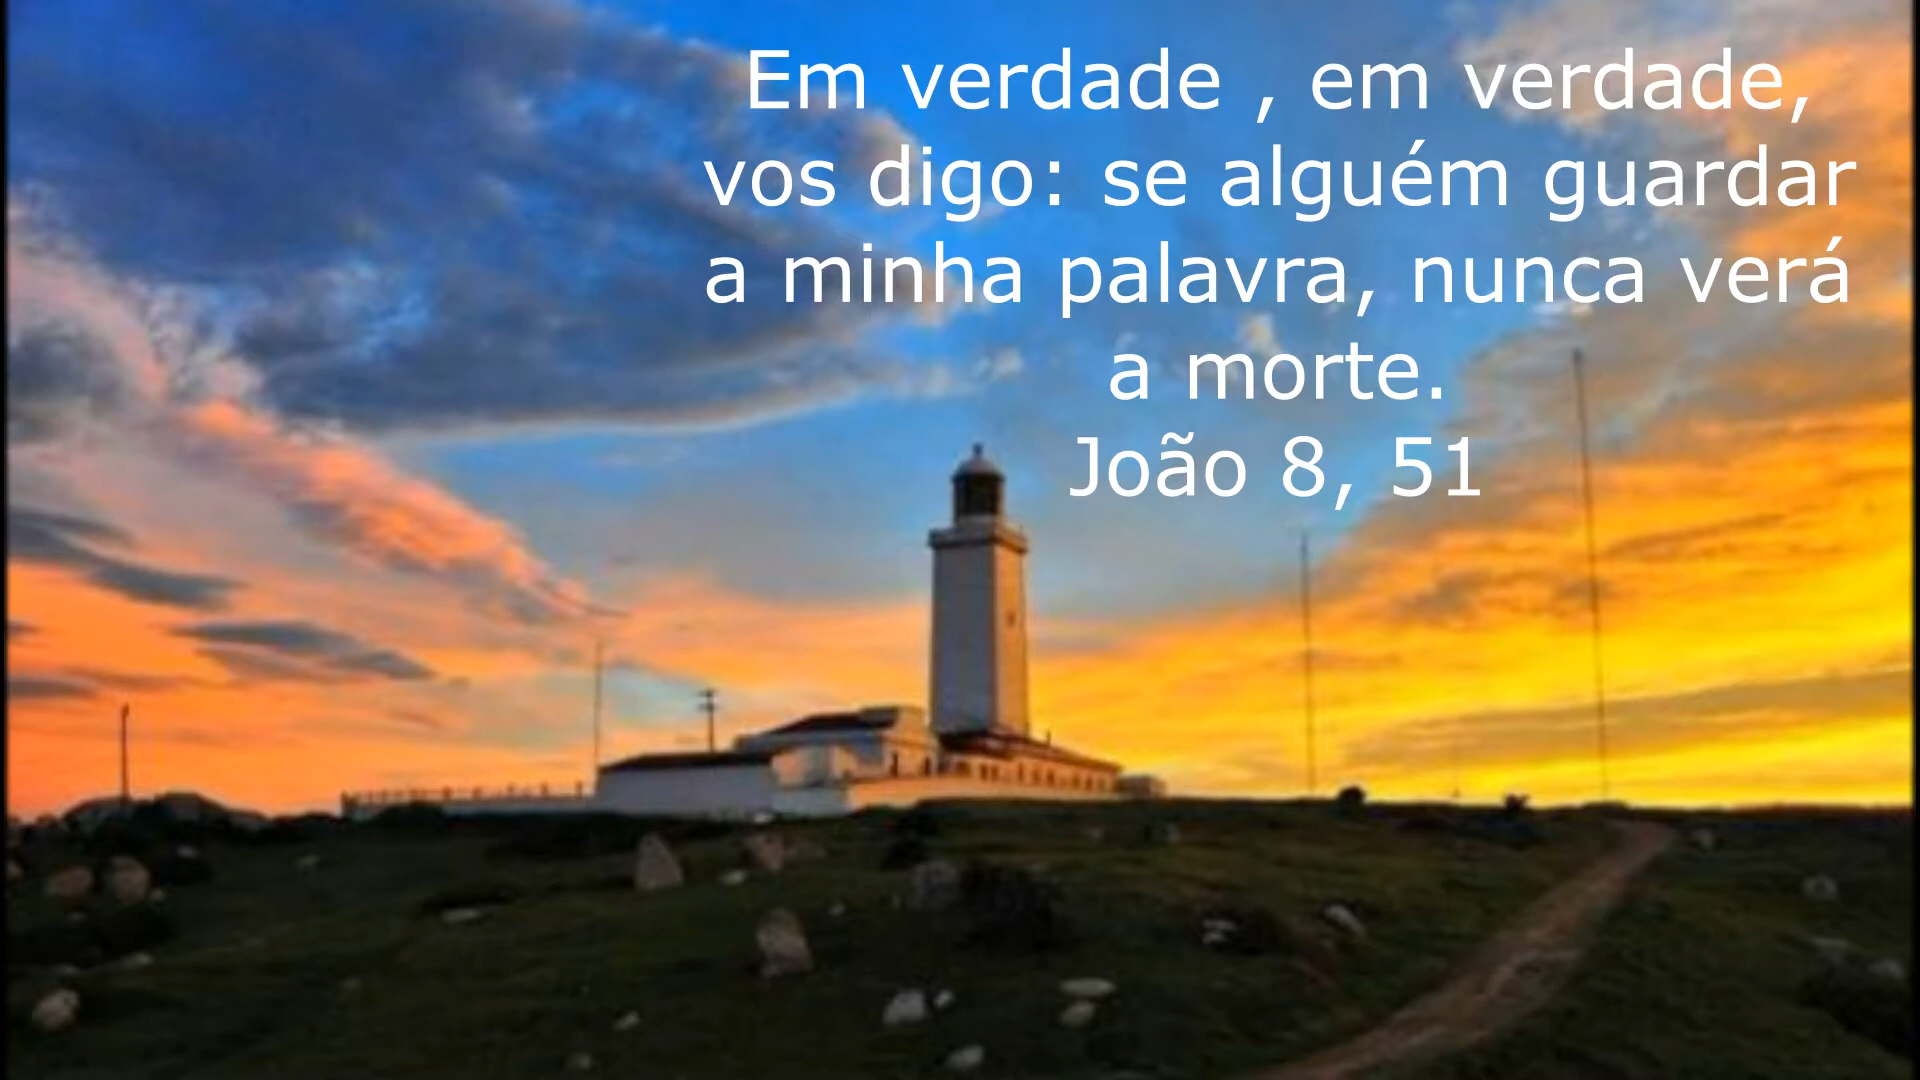 Em verdade , em verdade,
vos digo: se alguém guardar
a minha palavra, nunca verá
a morte.
João 8, 51